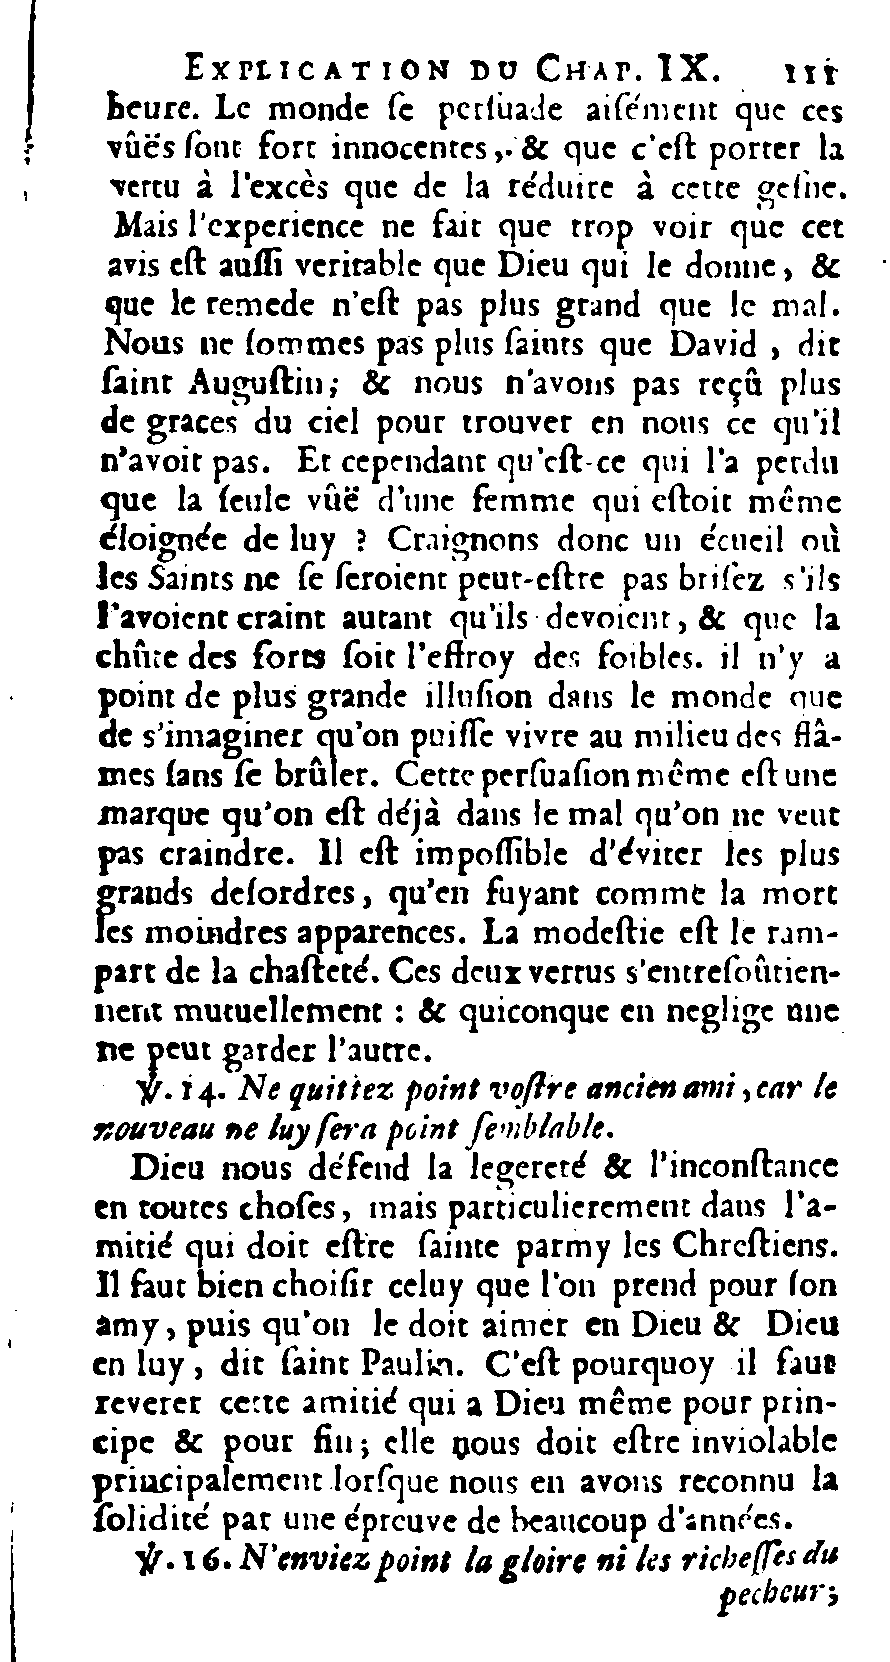 EXPLICATION DU CHAP. IX. 111
heure. Le monde ſe perſuade aiſément que ces
vûës ſont fort innocentes, & que c'eſt porter la
vertu à l'excès que de la réduire à cette geſne.
Mais l'experience ne fait que trop voir que cet
avis eſt auſſi veritable que Dieu qui le donne, &
que le remede n'eſt pas plus grand que le mal.
Nous ne ſommes pas plus ſaints que David, dit
ſaint Auguſtin; & nous n'avons pas reçû plus
de graces du ciel pour trouver en nous ce qu'il
n'avoit pas. Et cependant qu'eſt-ce qui l'a perdu
que la ſeule vûë d'une femme qui eſtoit même
éloignée de luy ? Craignons donc un écueil où
les Saints ne ſe ſeroient peut-eſtre pas briſez s'ils
l'avoient craint autant qu'ils devoient, & que la
chûte des forts ſoit l'effroy des foibles. il n'y a
point de plus grande illuſion dans le monde que
de s'imaginer qu'on puiſſe vivre au milieu des flâ-
mes ſans ſe brûler. Cette perſuaſion même eſt une
marque qu'on eſt déjà dans le mal qu'on ne veut
pas craindre. Il eſt impoſſible d'éviter les plus
grands deſordres, qu'en fuyant comme la mort
les moindres apparences. La modeſtie eſt le ram-
part de la chaſteté. Ces deux vertus s'entreſoûtien-
nent mutuellement : & quiconque en neglige une
ne peut garder l'autre.
℣. 14. Ne quittez point voſtre ancien ami, car le
nouveau ne luy ſera point ſemblable.
Dieu nous défend la legereté & l'inconſtance
en toutes choſes, mais particulierement dans l'a-
mitié qui doit eſtre ſainte parmy les Chreſtiens.
Il faut bien choiſir celuy que l'on prend pour ſon
amy, puis qu'on le doit aimer en Dieu & Dieu
en luy, dit ſaint Paulin. C'eſt pourquoy il faut
reverer cette amitié qui a Dieu même pour prin-
cipe & pour fin; elle nous doit eſtre inviolable
principalement lorſque nous en avons reconnu la
ſolidité par une épreuve de beaucoup d'années.
℣. 16. N'enviez point la gloire ni les richeſſes du
pecheur;